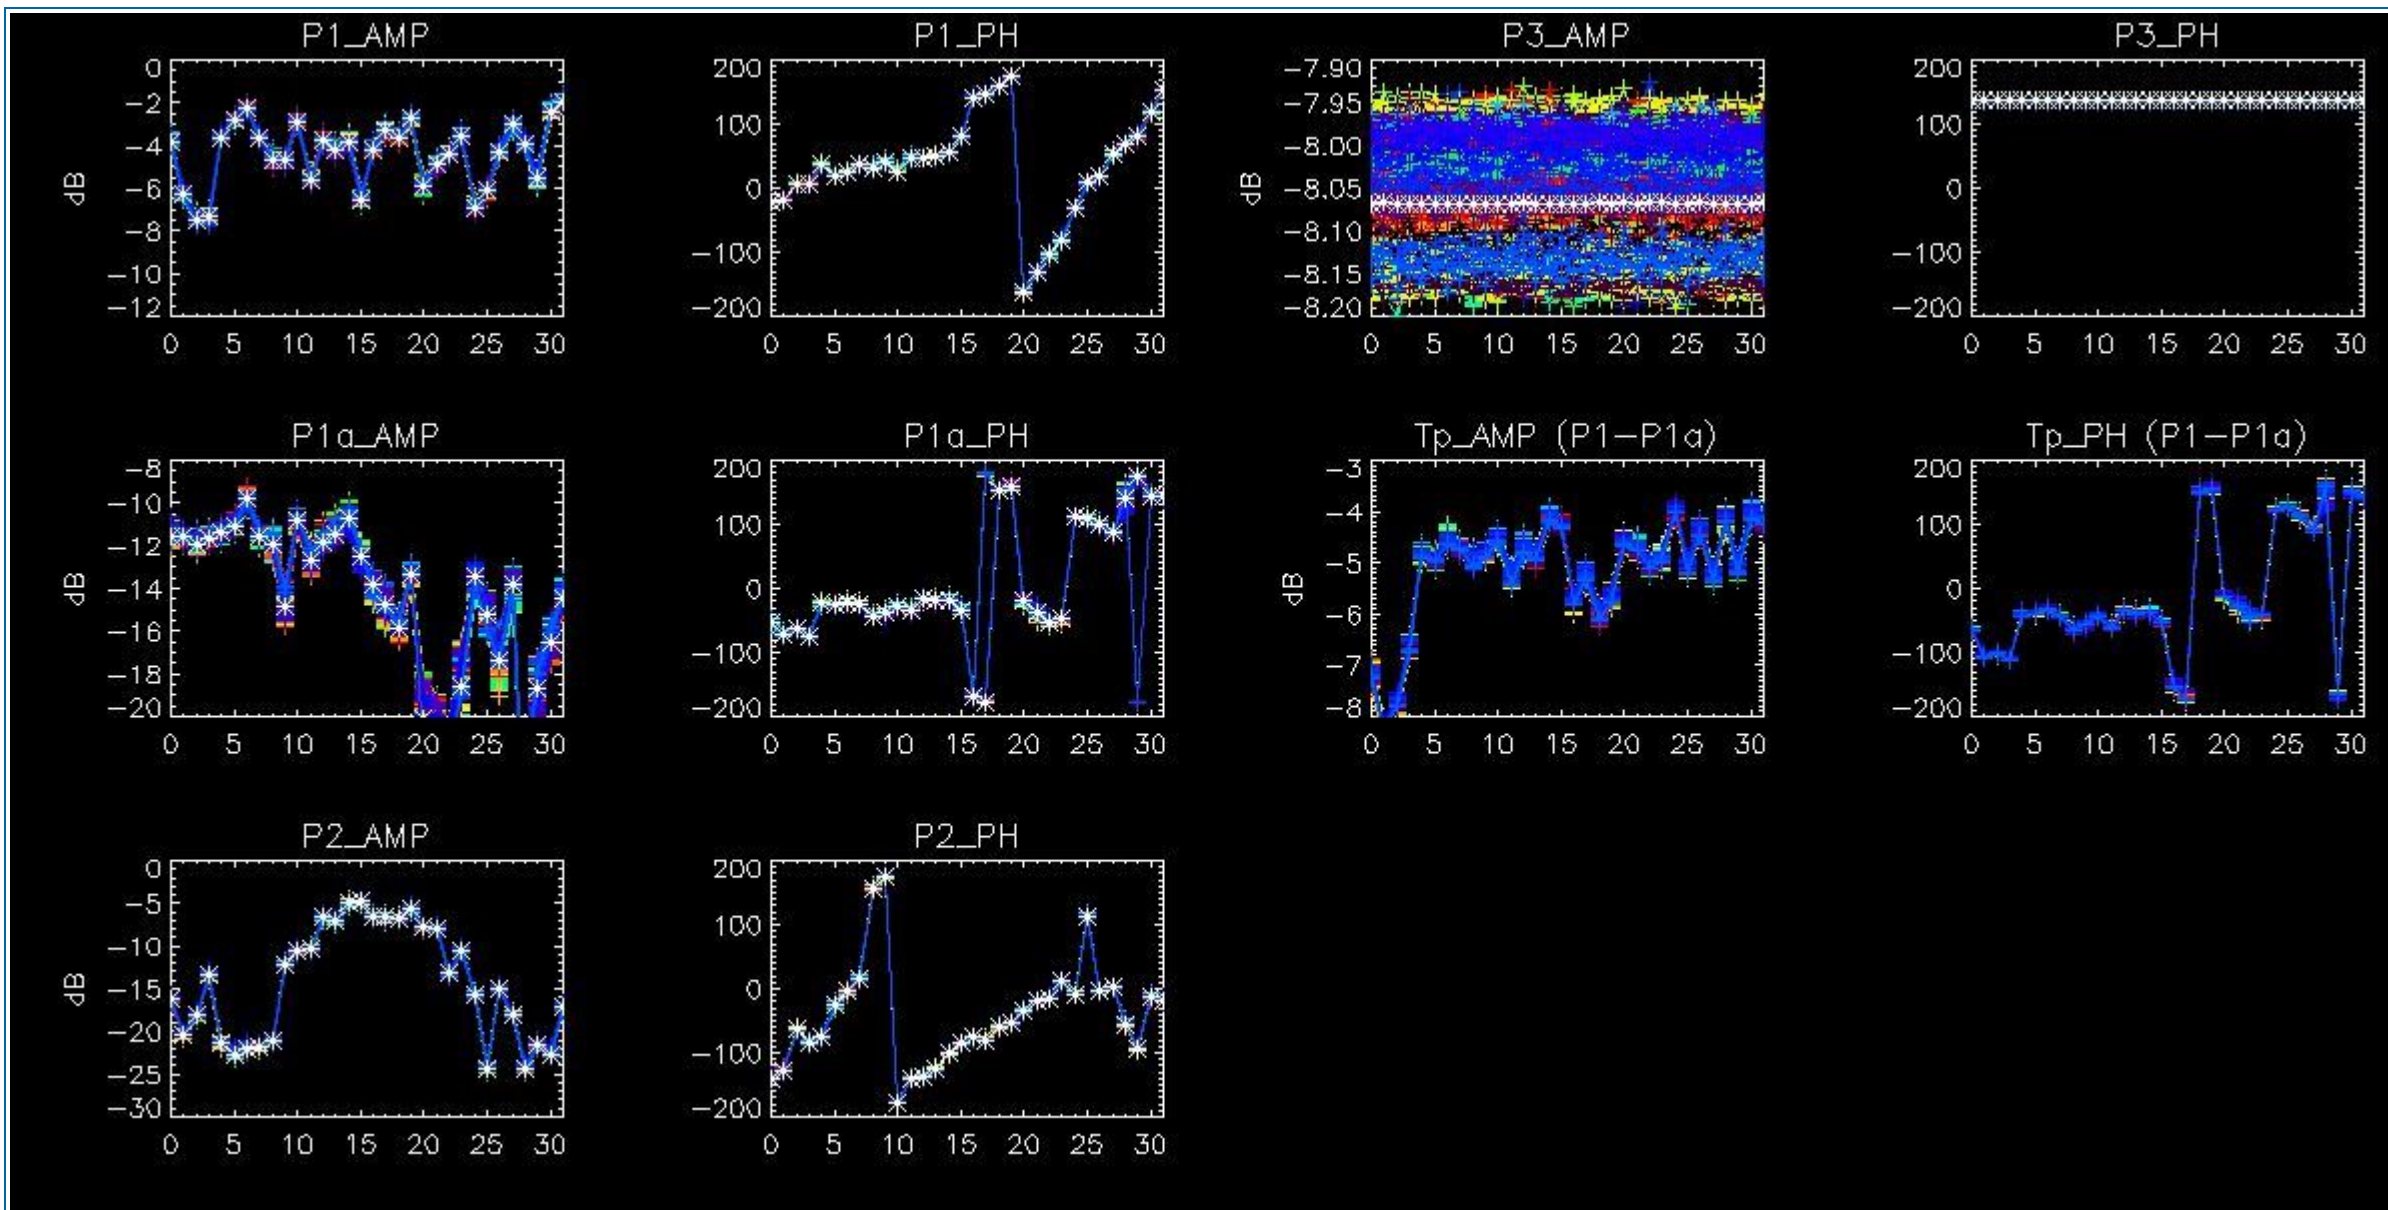 P1_AMP
0
−2
−4
−6
−8
−10
−12
dB
0 5 10 15 20 25 30
P1_PH
200
100
0
−100
−200
0 5 10 15 20 25 30
P3_AMP
−7.90
−7.95
−8.00
−8.05
−8.10
−8.15
−8.20
dB
0 5 10 15 20 25 30
P3_PH
200
100
0
−100
−200
0 5 10 15 20 25 30
P1a_AMP
−8
−10
−12
−14
−16
−18
−20
dB
0 5 10 15 20 25 30
P1a_PH
200
100
0
−100
−200
0 5 10 15 20 25 30
Tp_AMP (P1−P1a)
−3
−4
−5
−6
−7
−8
dB
0 5 10 15 20 25 30
Tp_PH (P1−P1a)
200
100
0
−100
−200
0 5 10 15 20 25 30
P2_AMP
0
−5
−10
−15
−20
−25
−30
dB
0 5 10 15 20 25 30
P2_PH
200
100
0
−100
−200
0 5 10 15 20 25 30